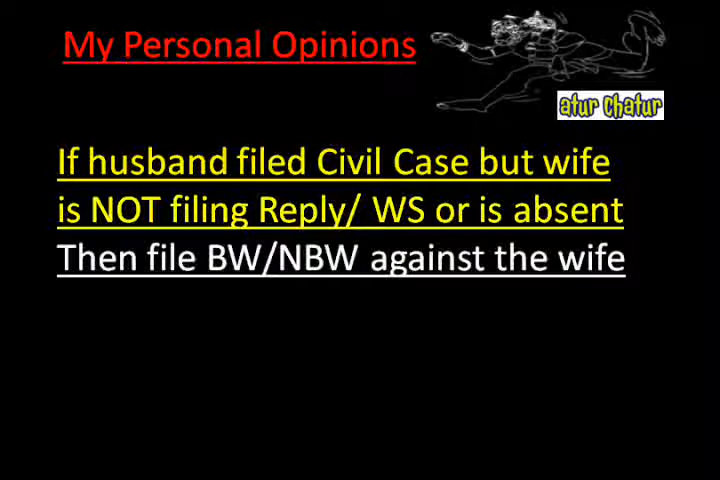 My Personal Opinions
atur chatur
If husband filed Civil Case but wife
is NOT filing Reply/ WS or is absent
Then file BW/NBW against the wife